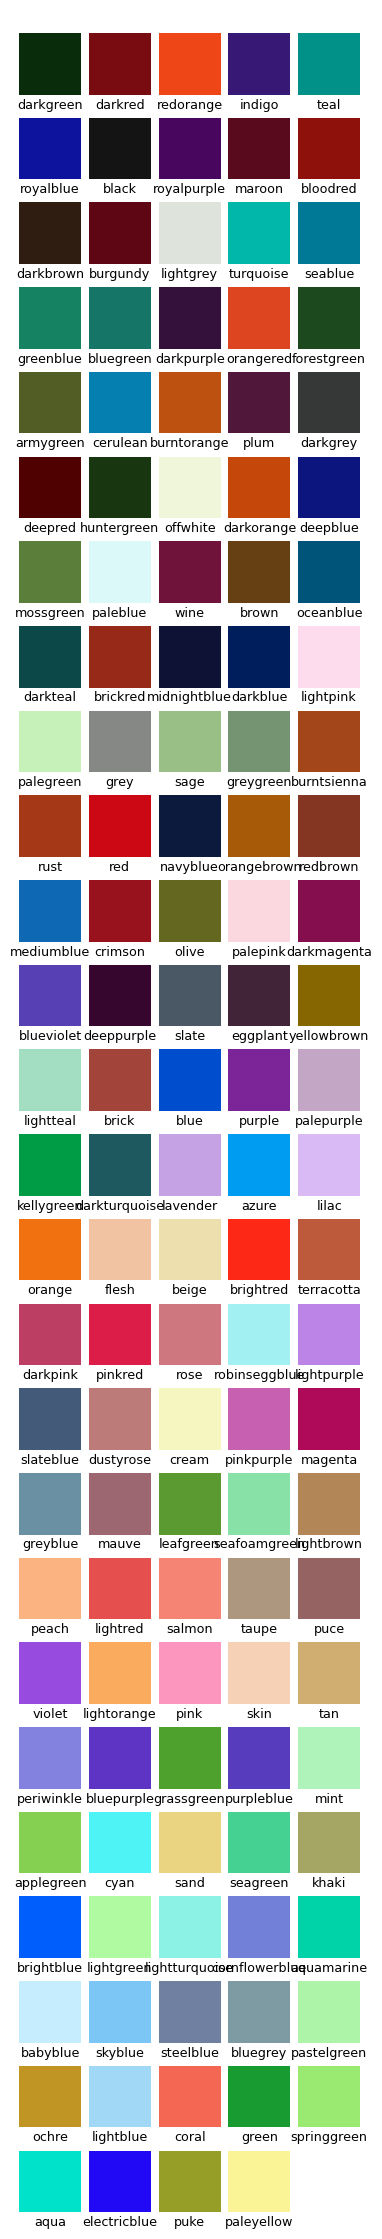 darkgreen darkred redorange indigo teal
royalblue black royalpurple maroon bloodred
darkbrown burgundy lightgrey turquoise seablue
greenblue bluegreen darkpurple orangered forestgreen
armygreen cerulean burntorange plum darkgrey
deepred huntergreen offwhite darkorange deepblue
mossgreen paleblue wine brown oceanblue
darkteal brickred midnightblue darkblue lightpink
palegreen grey sage greygreen burntsienna
rust red navyblue orangebrown redbrown
mediumblue crimson olive palepink darkmagenta
blueviolet deeppurple slate eggplant yellowbrown
lightteal brick blue purple palepurple
kellygreen darkturquoise lavender azure lilac
orange flesh beige brightred terracotta
darkpink pinkred rose robinseggblue lightpurple
slateblue dustyrose cream pinkpurple magenta
greyblue mauve leafgreen seafoamgreen lightbrown
peach lightred salmon taupe puce
violet lightorange pink skin tan
periwinkle bluepurple grassgreen purpleblue mint
applegreen cyan sand seagreen khaki
brightblue lightgreen lightturquoise cornflowerblue aquamarine
babyblue skyblue steelblue bluegrey pastelgreen
ochre lightblue coral green springgreen
aqua electricblue puke paleyellow